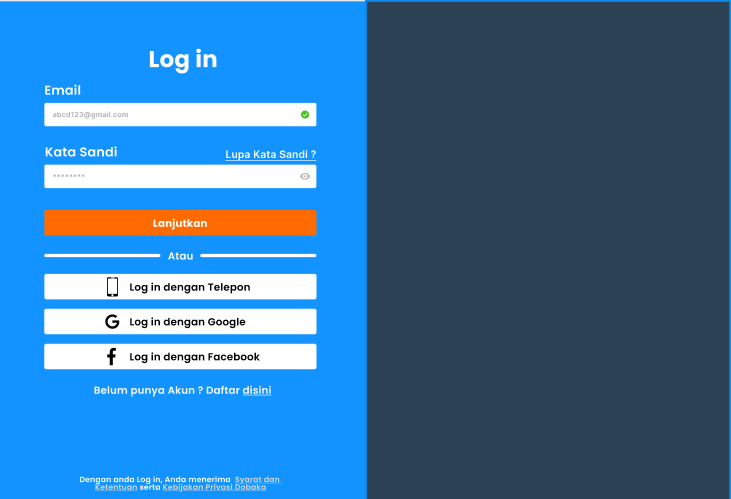 Log in
Email
abcd123@gmail.com
Kata Sandi
Lupa Kata Sandi ?
Lanjutkan
Atau
Log in dengan Telepon
Log in dengan Google
Log in dengan Facebook
Belum punya Akun ? Daftar disini
Dengan anda Log in, Anda menerima Syarat dan
Ketentuan serta Kebijakan Privasi Dobaka